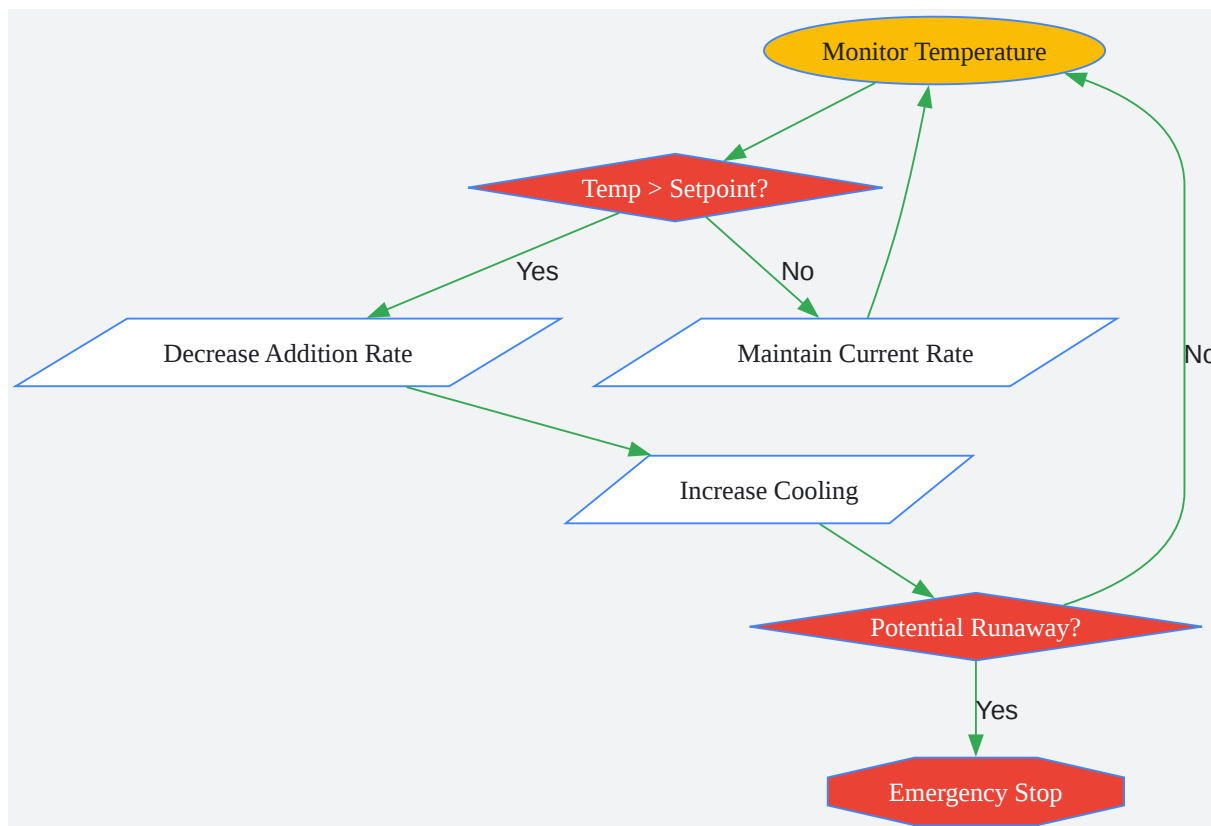 Monitor Temperature
Temp > Setpoint?
Yes
No
Decrease Addition Rate
Maintain Current Rate
No
Increase Cooling
Potential Runaway?
Yes
Emergency Stop